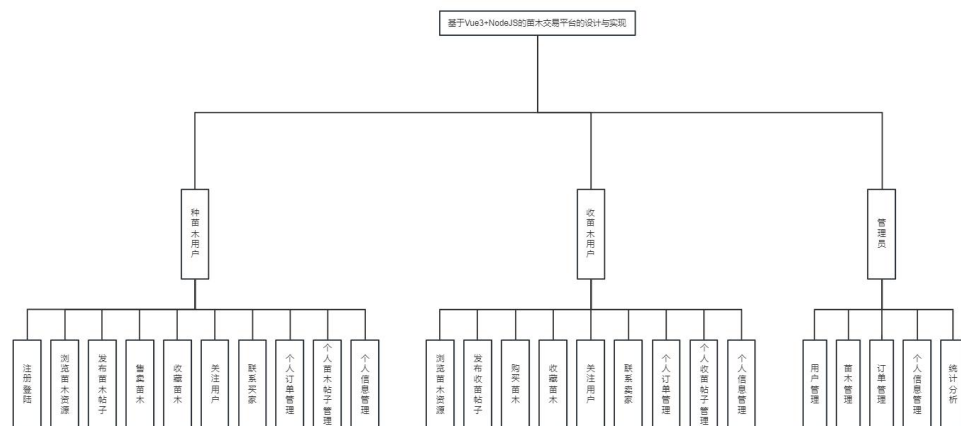 基于Vue3+NodeJS的苗木交易平台的设计与实现
种苗木用户
收苗木用户
管理员
注册登陆
浏览苗木资源
发布苗木帖子
售卖苗木
收藏苗木
关注用户
联系买家
个人订单管理
个人苗木帖子管理
个人信息管理
浏览苗木资源
发布收苗帖子
购买苗木
收藏苗木
关注用户
联系卖家
个人订单管理
个人收苗帖子管理
个人信息管理
用户管理
苗木管理
订单管理
个人信息管理
统计分析